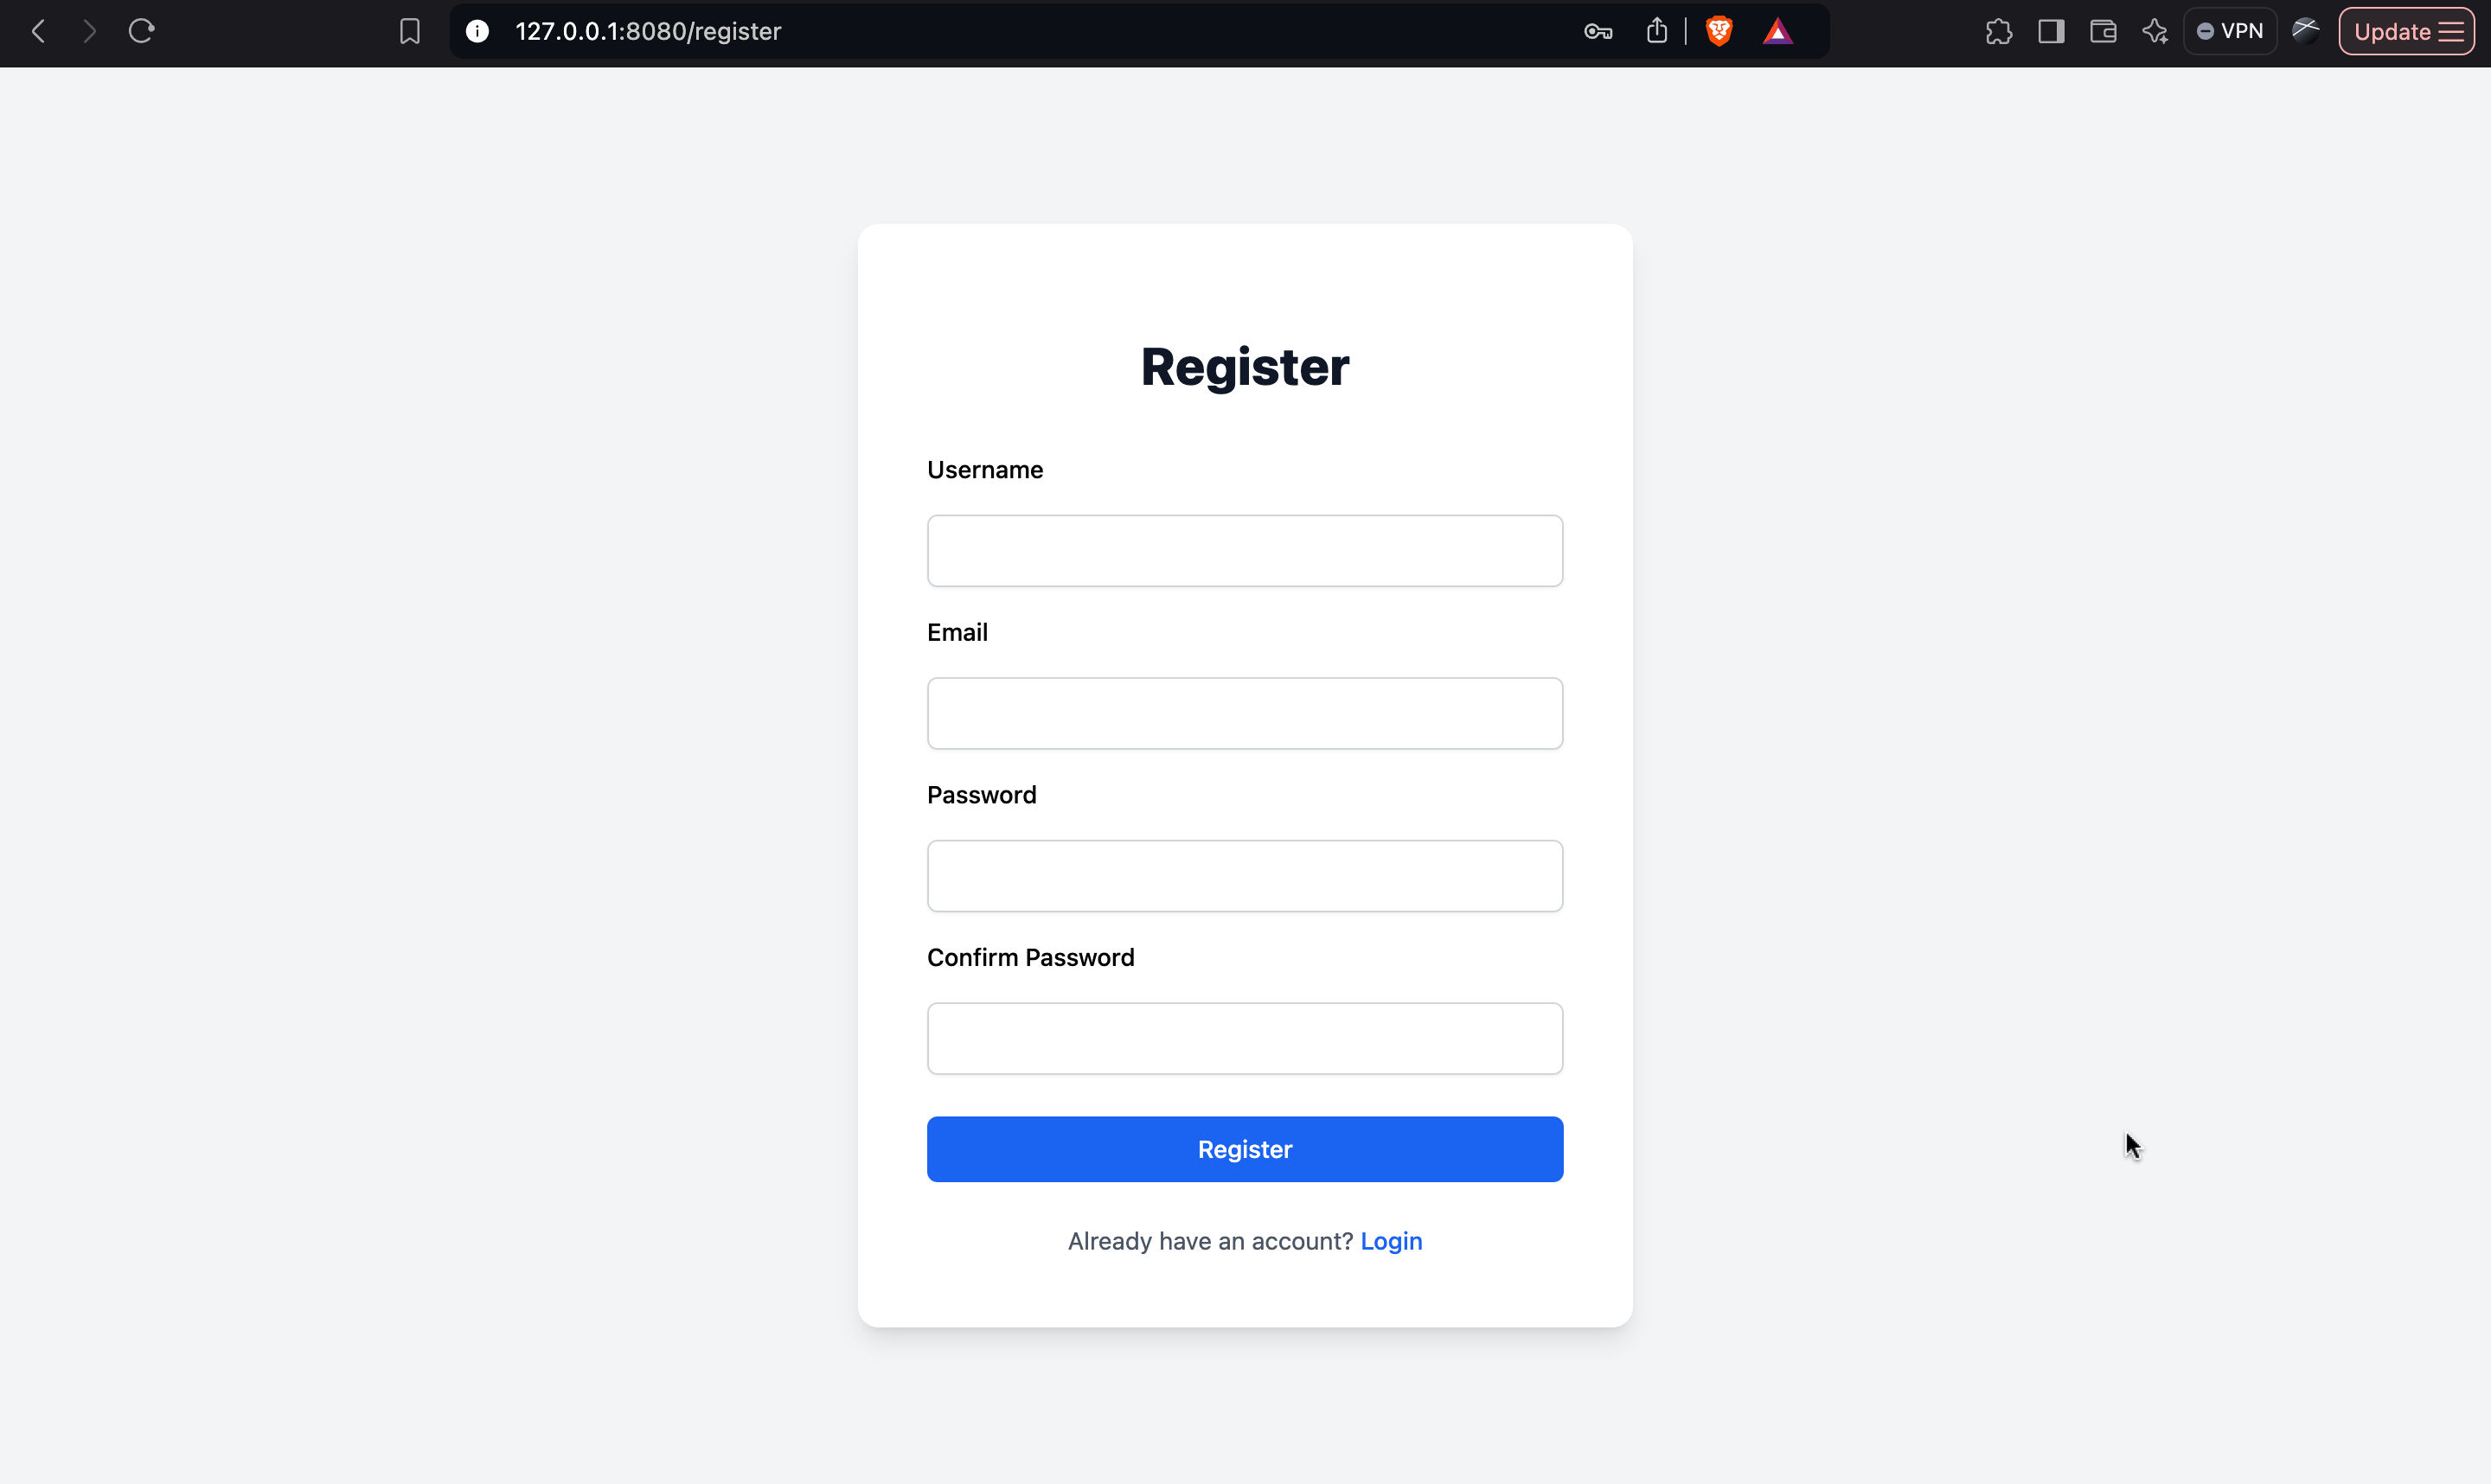 127.0.0.1:8080/register
VPN
Update
Register
Username
Email
Password
Confirm Password
Register
Already have an account? Login